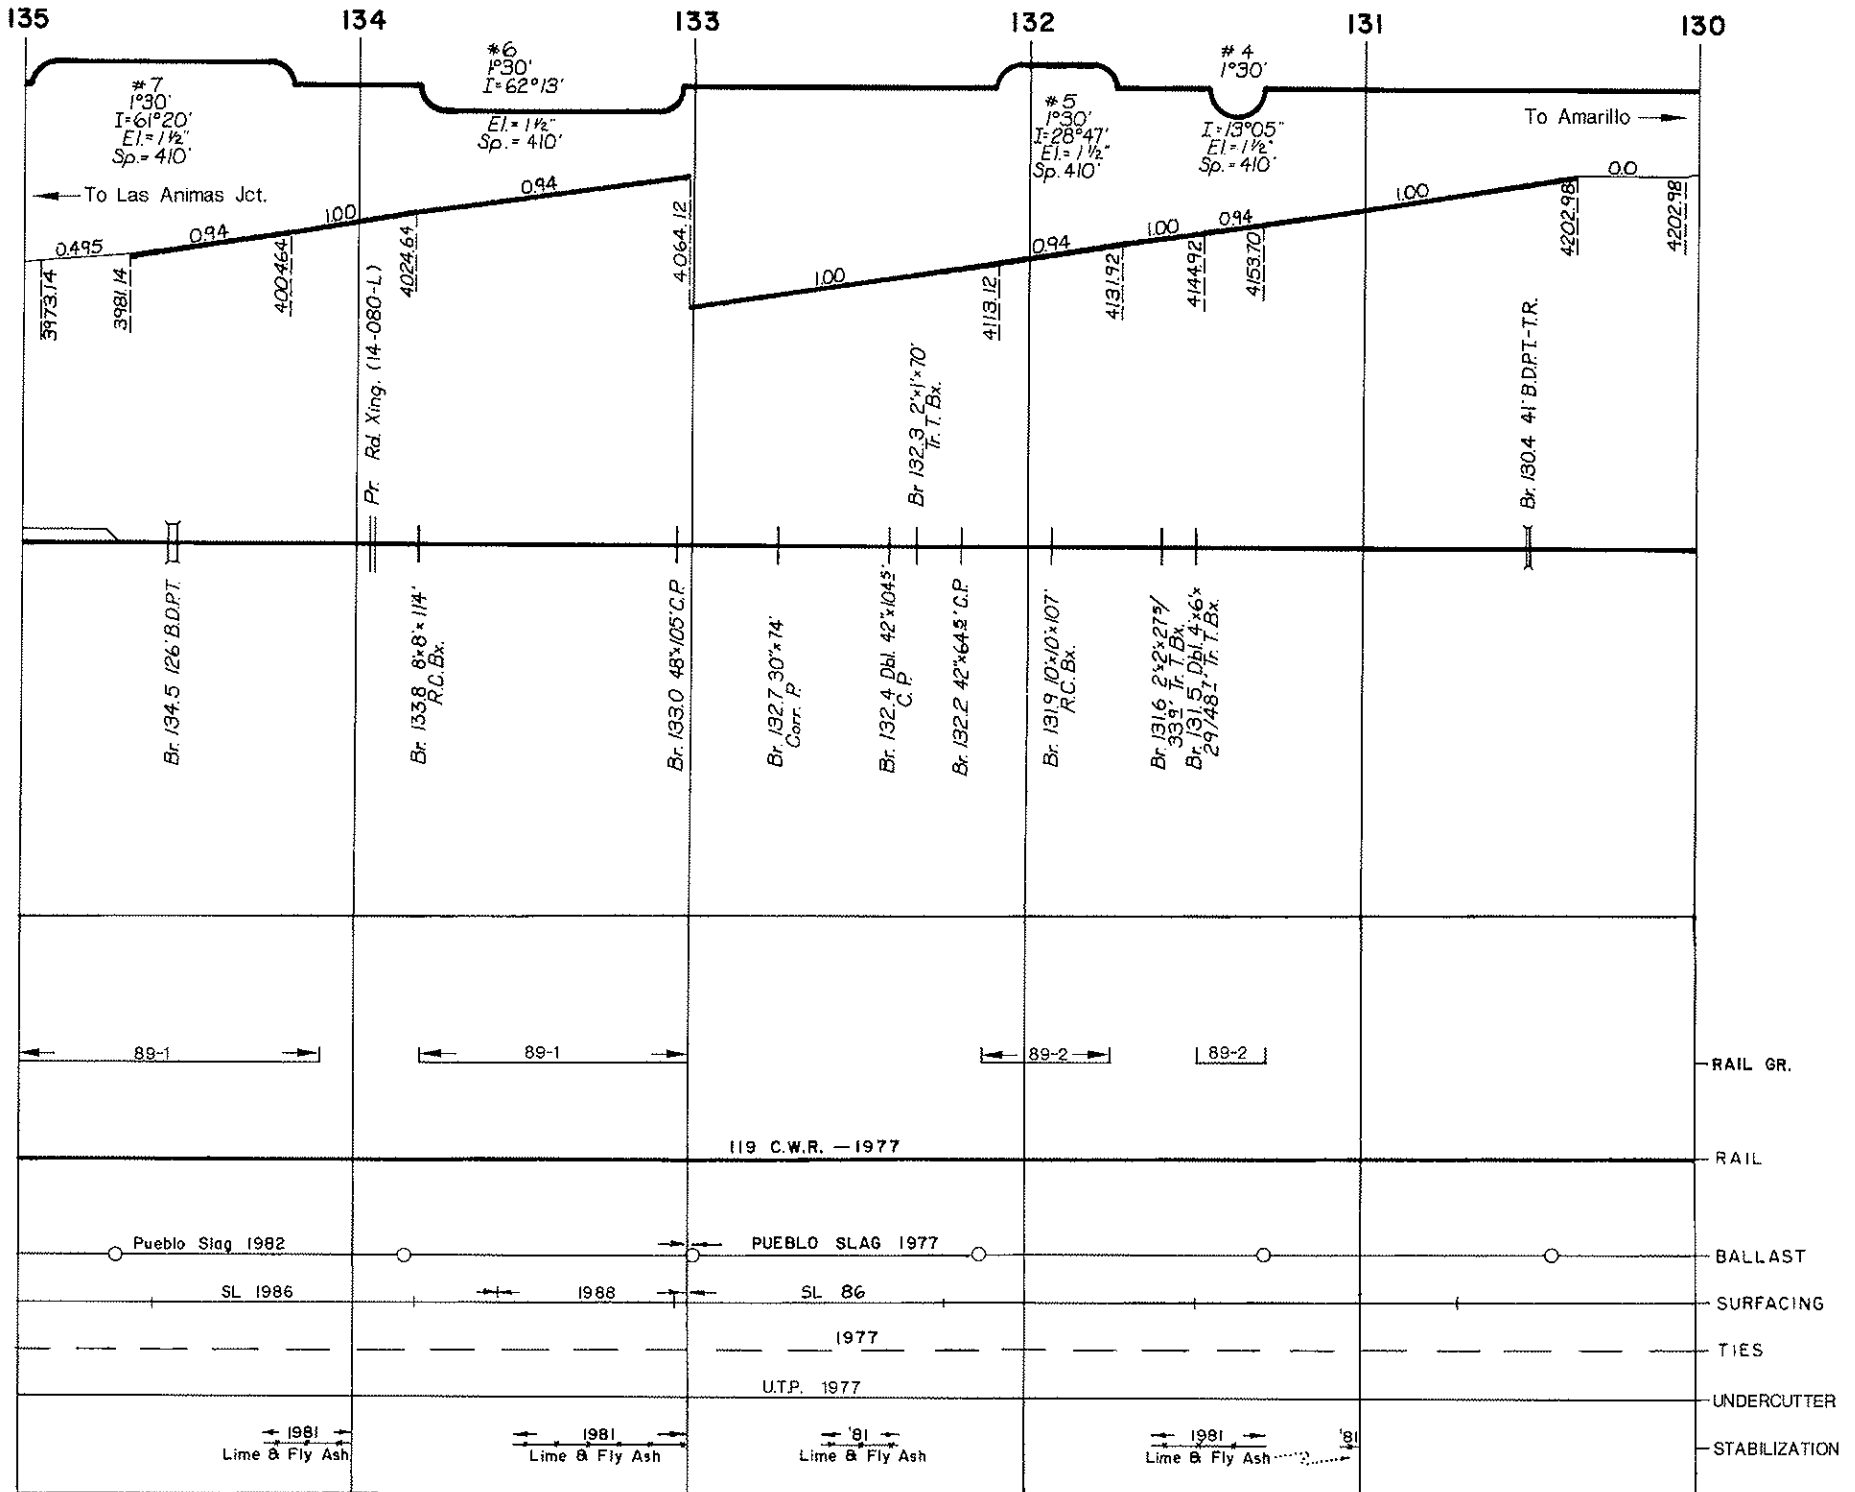 135 134 133 132 131 130
#7
1°30'
I=61°20'
El.= 1½"
Sp.= 410'
#6
1°30'
I=62°13'
El.= 1½"
Sp.= 410'
#5
1°30'
I=28°47'
El.= 1½"
Sp. 410'
#4
1°30'
I=13°05"
El.= 1½"
Sp.= 410'
To Amarillo
To Las Animas Jct.
0.495 0.94 1.00 0.94 1.00 0.94 1.00 0.94 1.00 0.0
3973.14
3981.14
4004.64
4024.64
4064.12
4113.12
4131.92
4144.92
4153.70
4202.98
4202.98
Pr. Rd. Xing. (14-080-L)
Br 132.3 2'x1'x70'
Tr. T. Bx.
Br. 130.4 41' B.D.P.T.-T.R.
Br. 134.5 126' B.D.P.T.
Br. 133.8 8'x8'x114'
R.C. Bx.
Br. 133.0 48"x105' C.P.
Br. 132.7 30"x74'
Corr. P.
Br. 132.4 Dbl. 42"x104.5'
C.P.
Br. 132.2 42"x64.5' C.P.
Br. 131.9 10'x10'x107'
R.C. Bx.
Br. 131.6 2'x2'x27.5/
33.9' Tr. T. Bx.
Br. 131.5 Dbl. 4'x6'x
29/48.7' Tr. T. Bx.
89-1 89-1 89-2 89-2 RAIL GR.
119 C.W.R. — 1977 RAIL
Pueblo Slag 1982 PUEBLO SLAG 1977 BALLAST
SL 1986 1988 SL 86 SURFACING
1977 TIES
U.T.P. 1977 UNDERCUTTER
1981 1981 '81 1981 '81
Lime & Fly Ash Lime & Fly Ash Lime & Fly Ash Lime & Fly Ash ? STABILIZATION